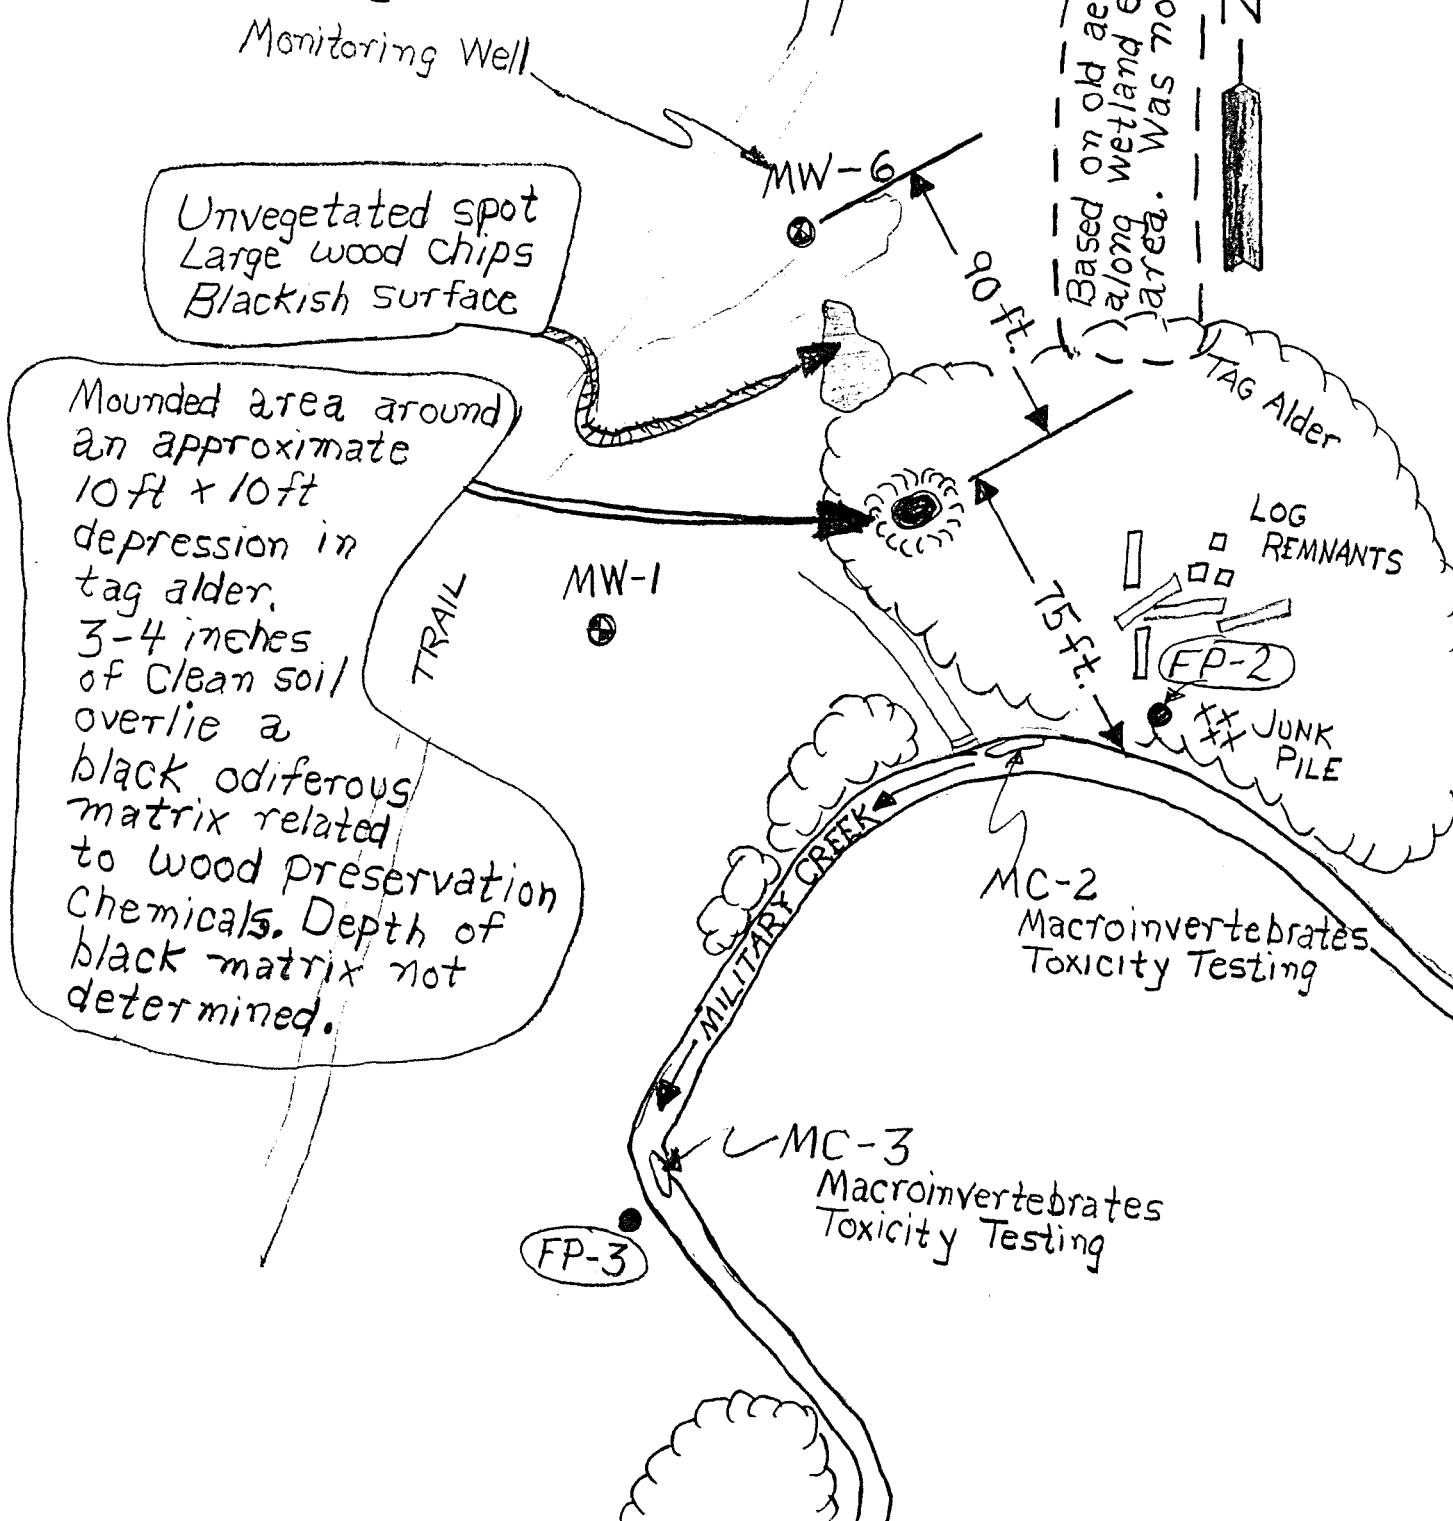 Monitoring Well
MW-6
Unvegetated spot
Large wood chips
Blackish surface
90 ft.
Based on old
along wetland
area. Was
N
Mounded area around
an approximate
10ft x 10ft
depression in
tag alder.
3-4 inches
of clean soil
overlie a
black odiferous
matrix related
to wood preservation
chemicals. Depth of
black matrix not
determined.
TAG Alder
LOG
REMNANTS
TRAIL
MW-1
75 ft.
FP-2
JUNK
PILE
MILITARY CREEK
MC-2
Macroinvertebrates
Toxicity Testing
MC-3
Macroinvertebrates
Toxicity Testing
FP-3